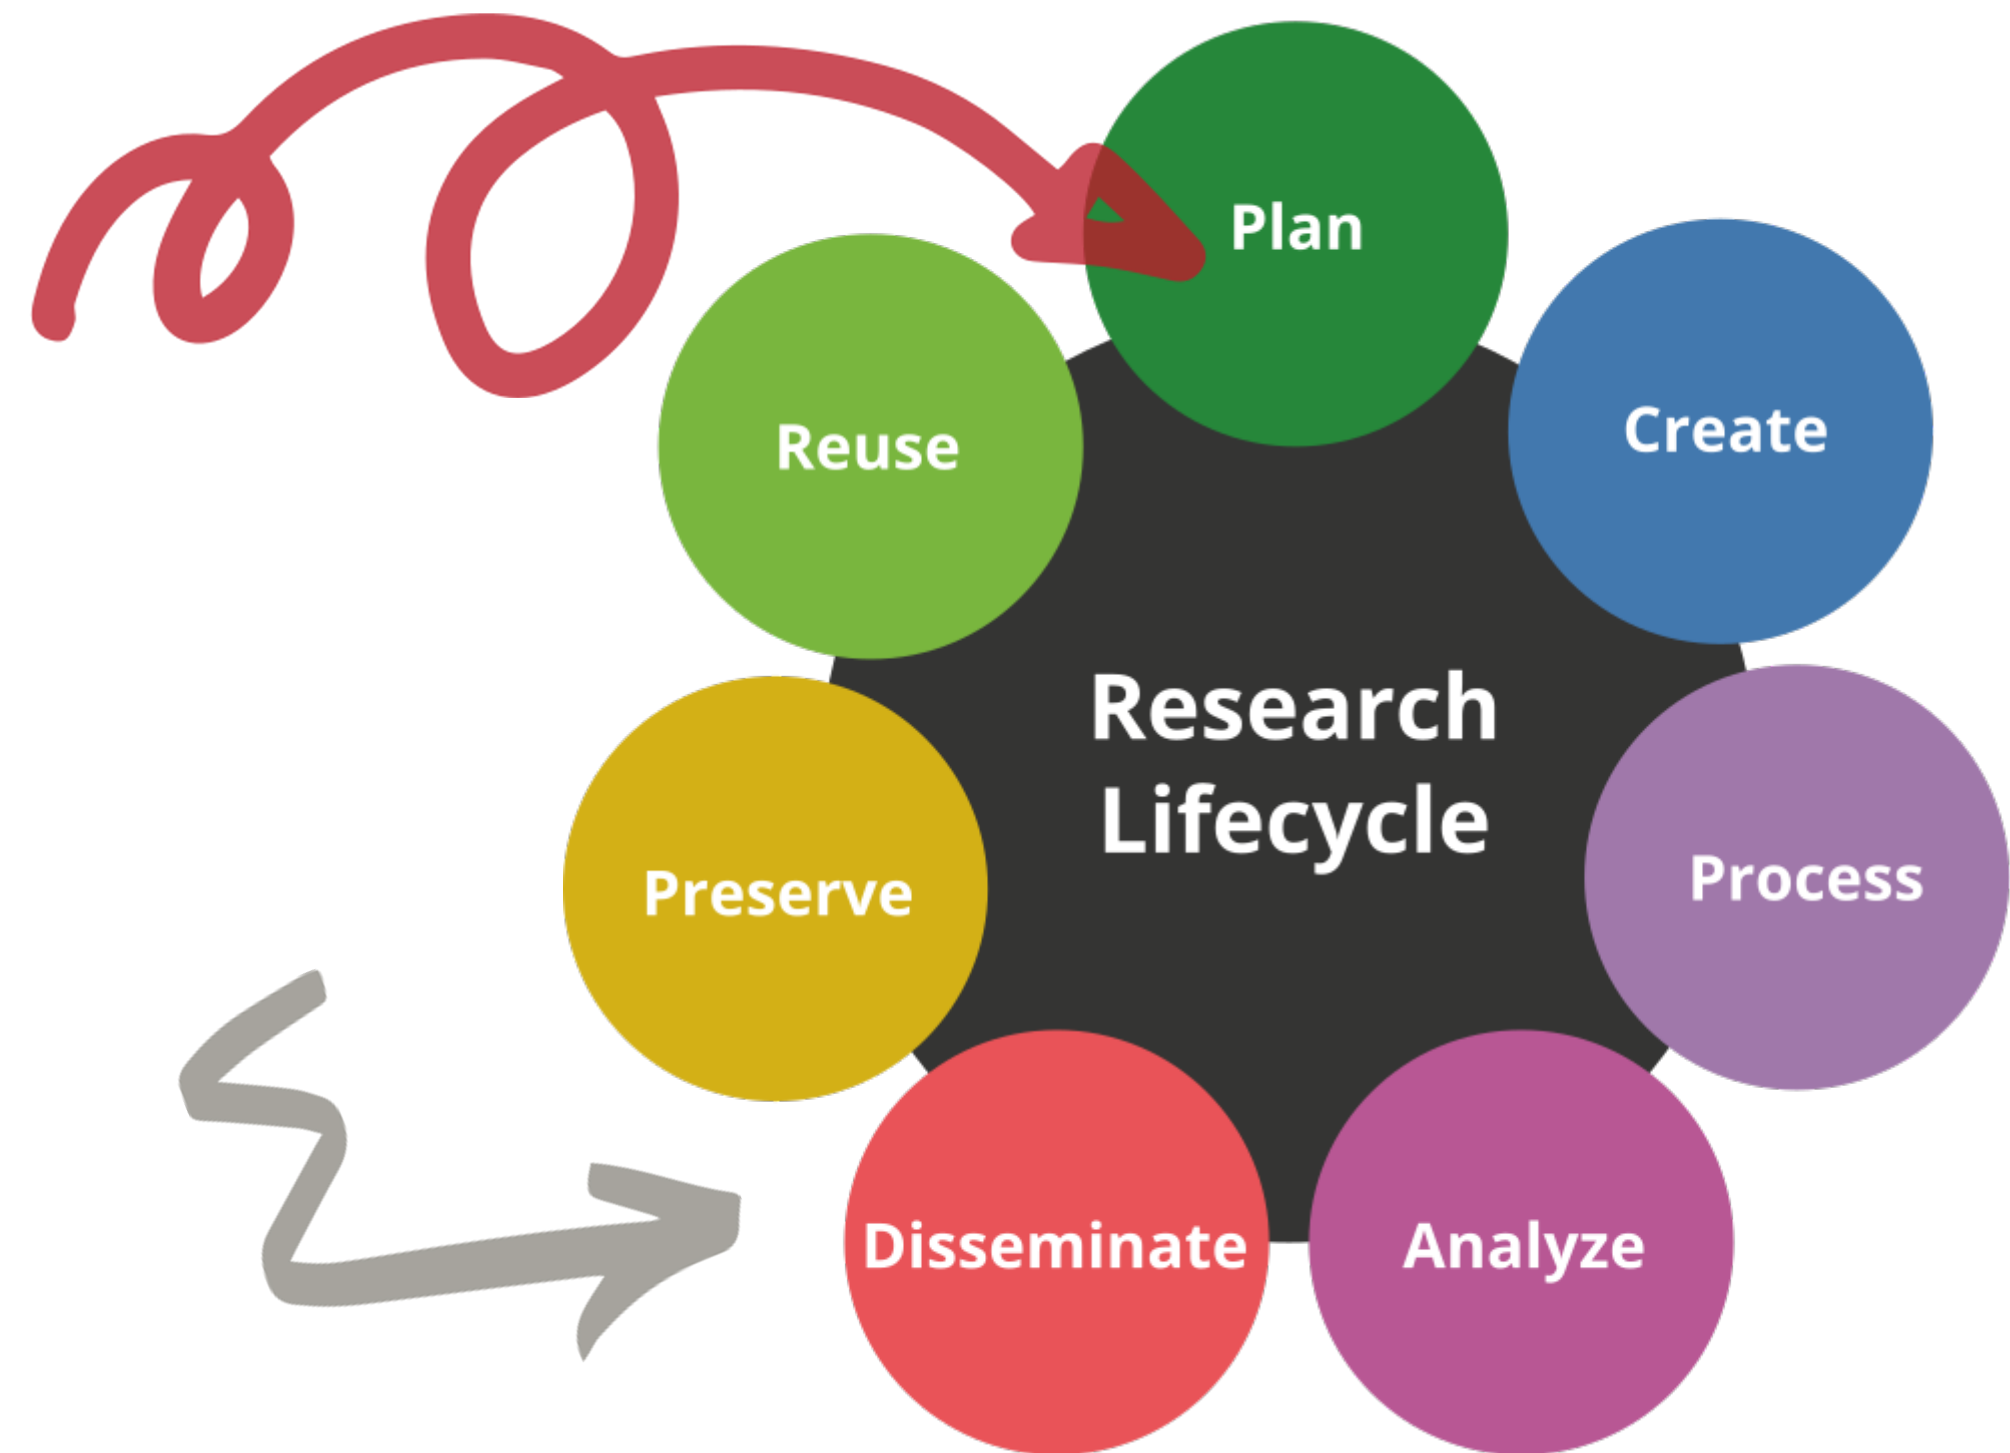 Plan
Create
Reuse
Research
Lifecycle
Process
Preserve
Disseminate
Analyze